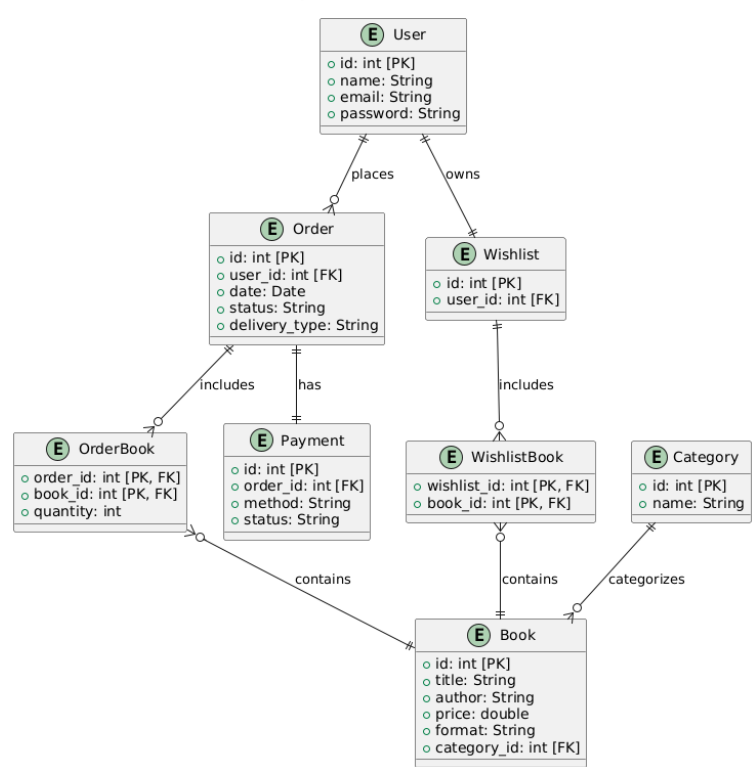 E User
id: int [PK]
name: String
email: String
password: String
places
owns
E Order
id: int [PK]
user_id: int [FK]
date: Date
status: String
delivery_type: String
E Wishlist
id: int [PK]
user_id: int [FK]
includes
has
includes
E OrderBook
order_id: int [PK, FK]
book_id: int [PK, FK]
quantity: int
E Payment
id: int [PK]
order_id: int [FK]
method: String
status: String
E WishlistBook
wishlist_id: int [PK, FK]
book_id: int [PK, FK]
E Category
id: int [PK]
name: String
contains
contains
categorizes
E Book
id: int [PK]
title: String
author: String
price: double
format: String
category_id: int [FK]